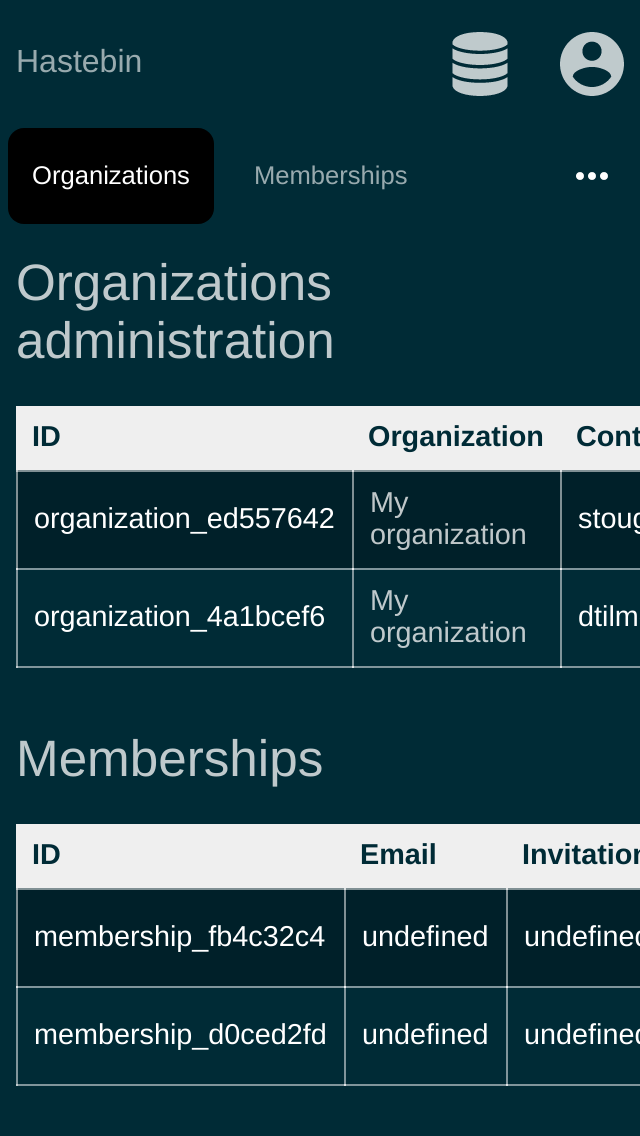 Hastebin
Organizations Memberships
Organizations
administration
ID Organization Cont
organization_ed557642 My organization stoug
organization_4a1bcef6 My organization dtilm
Memberships
ID Email Invitation
membership_fb4c32c4 undefined undefined
membership_d0ced2fd undefined undefined